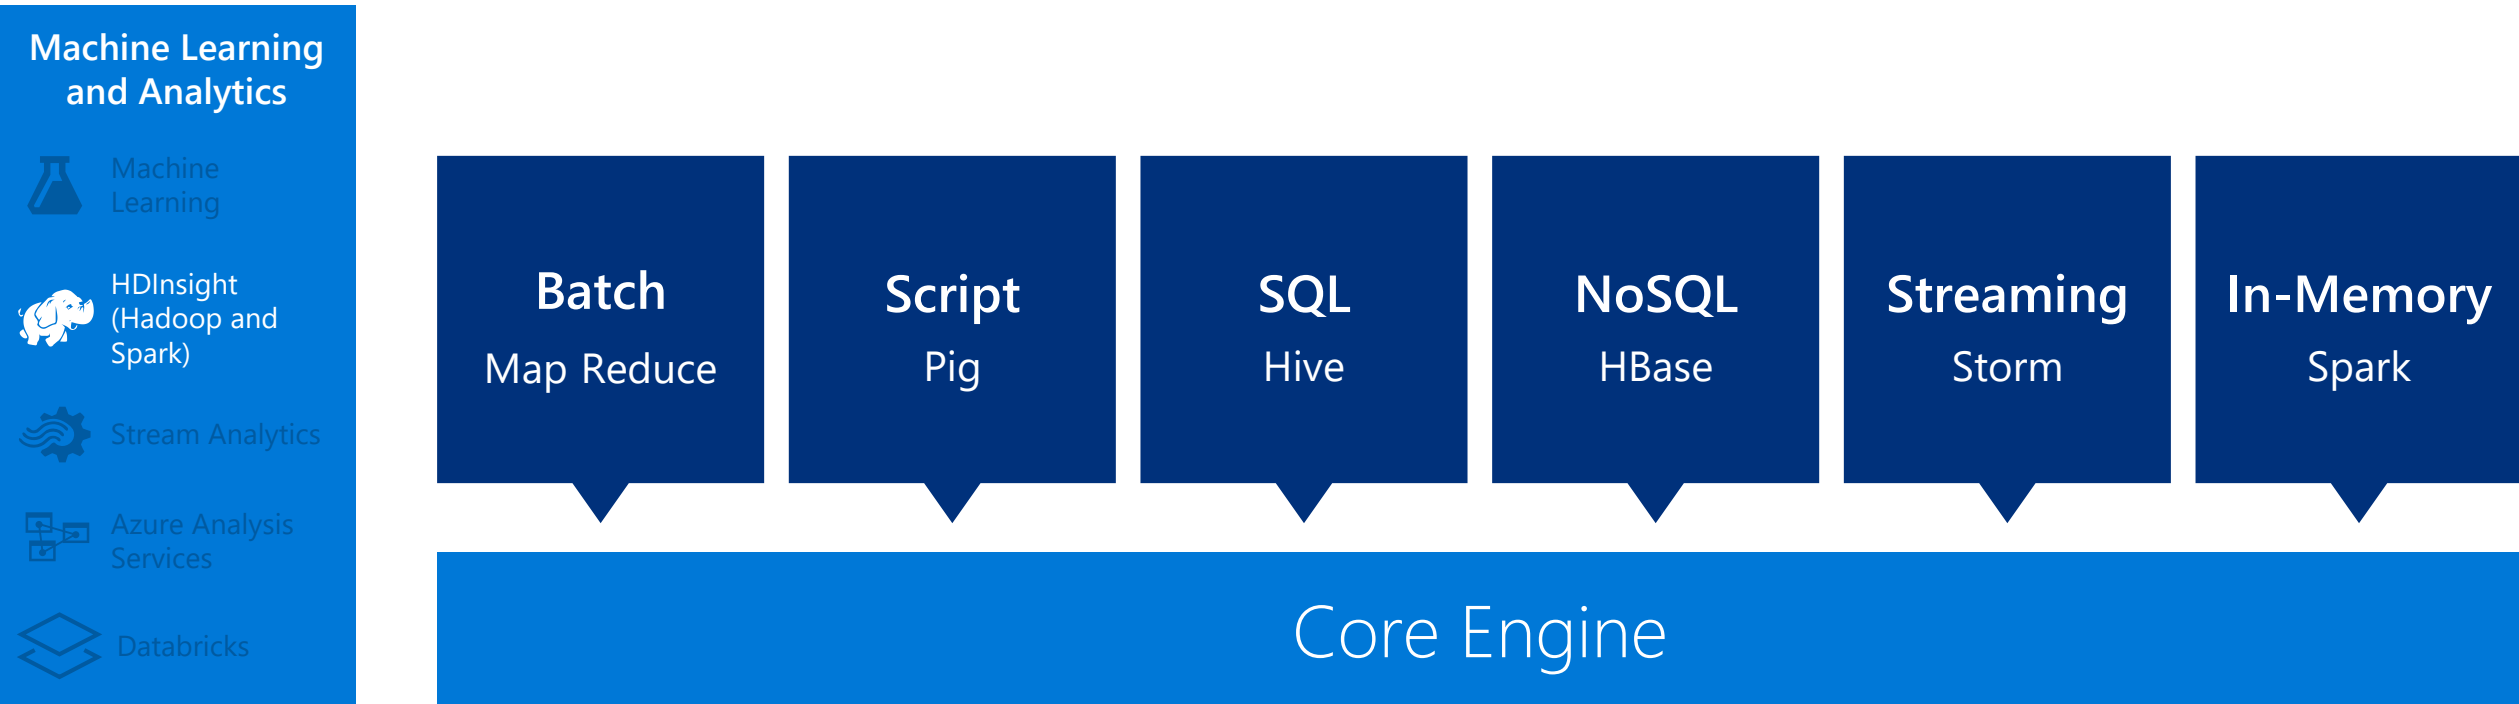 Machine Learning
and Analytics
Machine
Learning
HDInsight
(Hadoop and
Spark)
Stream Analytics
Azure Analysis
Services
Databricks
Batch
Map Reduce
Script
Pig
SQL
Hive
NoSQL
HBase
Streaming
Storm
In-Memory
Spark
Core Engine